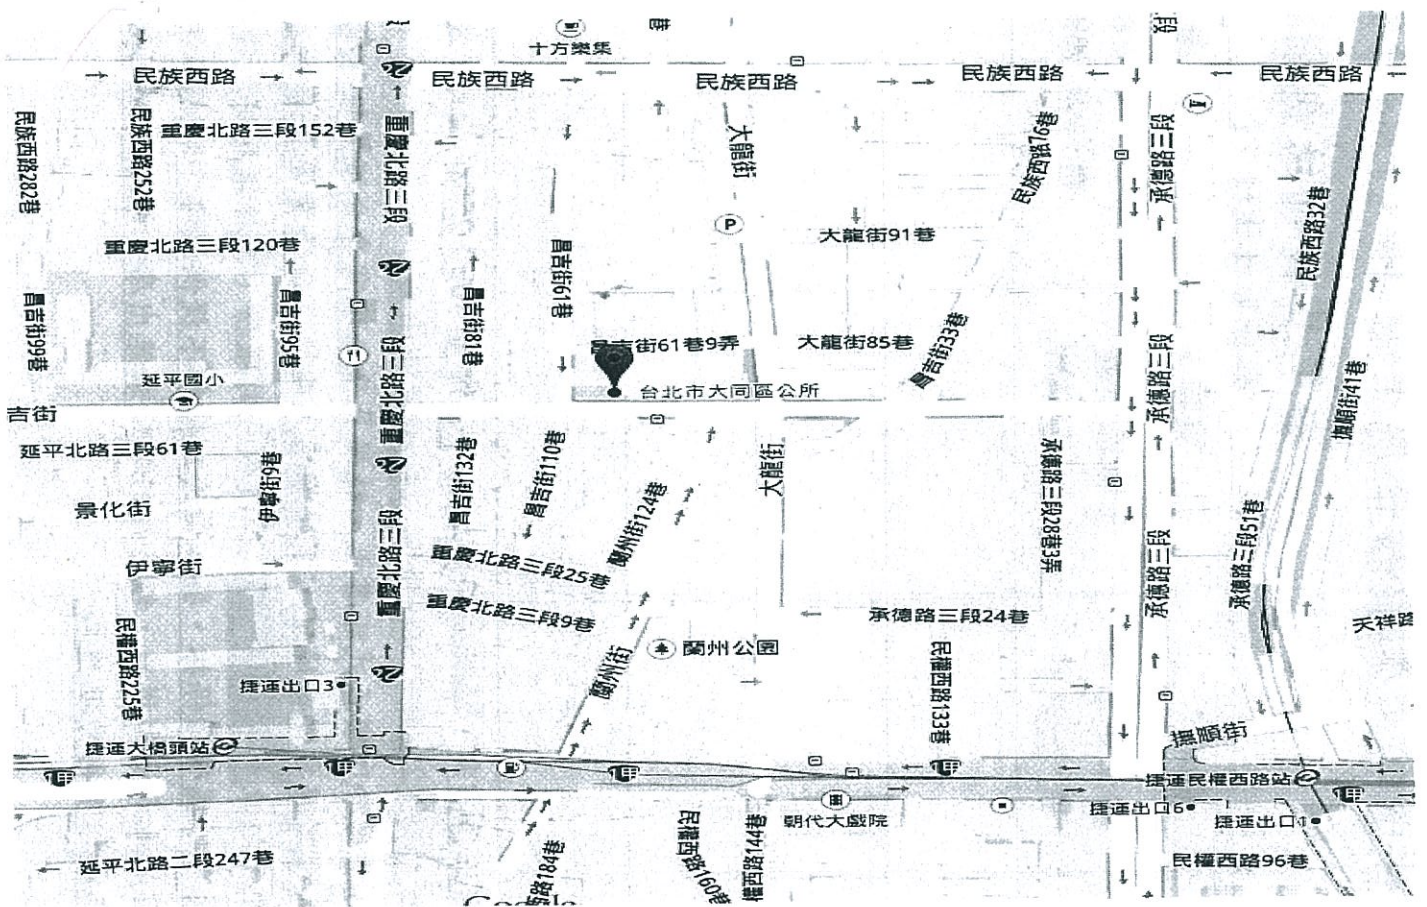 巷
段
十方樂集
民族西路
民族西路
民族西路
民族西路
民族西路
22
民族西路282巷
民族西路252巷
重慶北路三段152巷
重慶北路三段
大龍街
民族西路76巷
承德路三段
民族西路32巷
P
重慶北路三段120巷
大龍街91巷
22
昌吉街61巷
昌吉街99巷
昌吉街95巷
昌吉街81巷
昌吉街61巷9弄
大龍街85巷
昌吉街33巷
重慶北路三段
承德路三段
撫順街41巷
延平國小
台北市大同區公所
吉街
延平北路三段61巷
伊寧街9巷
22
昌吉街132巷
昌吉街110巷
蘭州街124巷
大龍街
承德路三段28巷3弄
景化街
重慶北路三段
重慶北路三段25巷
承德路三段
承德路三段51巷
伊寧街
重慶北路三段9巷
承德路三段24巷
天祥路
民權西路225巷
22
蘭州街
蘭州公園
民權西路133巷
捷運出口3
撫順街
捷運大橋頭站
捷運民權西路站
朝代大戲院
捷運出口6
捷運出口1
延平北路二段247巷
西路184巷
民權西路160巷
權西路144巷
民權西路96巷
Google